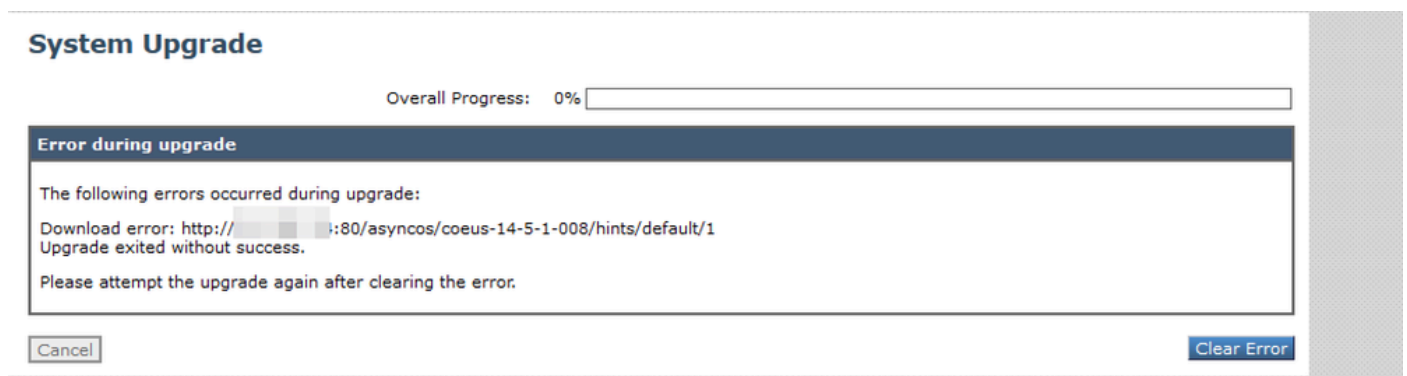 System Upgrade
Overall Progress: 0%
Error during upgrade
The following errors occurred during upgrade:
Download error: http:// :80/asyncos/coeus-14-5-1-008/hints/default/1
Upgrade exited without success.
Please attempt the upgrade again after clearing the error.
Cancel
Clear Error